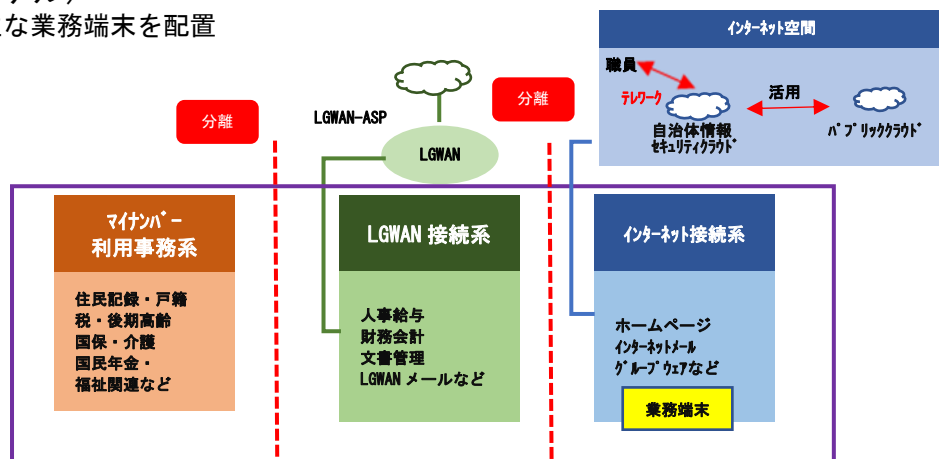 な業務端末を配置
インターネット空間
職員
テレワーク
活用
自治体情報
セキュリティクラウド
パブリッククラウド
分離
分離
LGWAN-ASP
LGWAN
マイナンバー
利用事務系
住民記録・戸籍
税・後期高齢
国保・介護
国民年金・
福祉関連など
LGWAN 接続系
人事給与
財務会計
文書管理
LGWAN メールなど
インターネット接続系
ホームページ
インターネットメール
グループウェアなど
業務端末